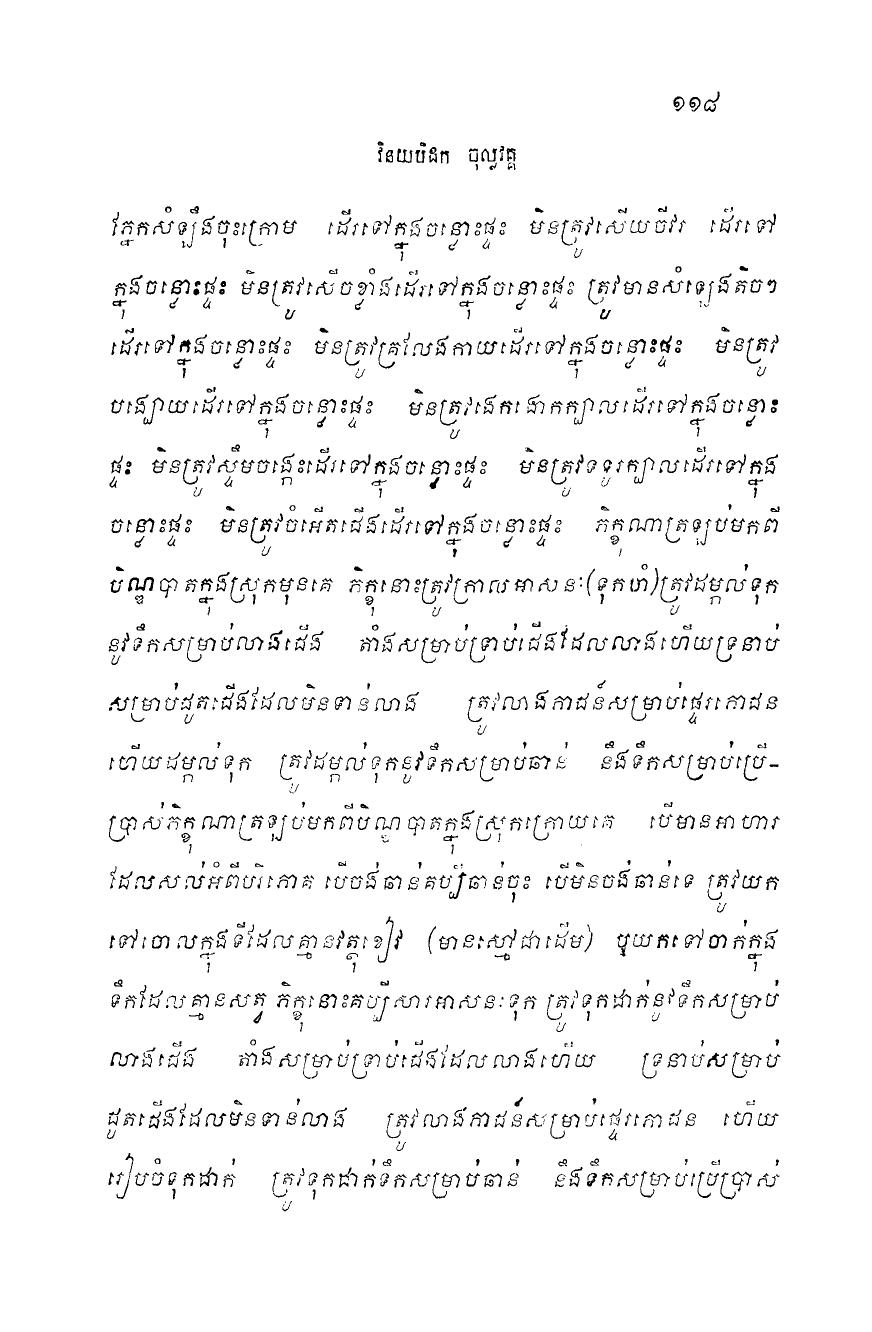 ១១៨
វិនយបិដក ចុល្លវគ្គ
ភ្នែកសំឡឹងចុះក្រោម ដើរទៅក្នុងចន្លោះផ្ទះ មិនត្រូវសើយចីវរ ដើរទៅ
ក្នុងចន្លោះផ្ទះ មិនត្រូវសើចខ្លាំងដើរទៅក្នុងចន្លោះផ្ទះ ត្រូវមានសំឡេងតិចៗ
ដើរទៅក្នុងចន្លោះផ្ទះ មិនត្រូវគ្រលែងកាយដើរទៅក្នុងចន្លោះផ្ទះ មិនត្រូវ
បង្ហោយដើរទៅក្នុងចន្លោះផ្ទះ មិនត្រូវងេកងោកក្បាលដើរទៅក្នុងចន្លោះ
ផ្ទះ មិនត្រូវស្ទឹមចង្កេះដើរទៅក្នុងចន្លោះផ្ទះ មិនត្រូវទទូរក្បាលដើរទៅក្នុង
ចន្លោះផ្ទះ មិនត្រូវចំអើតជើងដើរទៅក្នុងចន្លោះផ្ទះ ភិក្ខុណាត្រឡប់មកពី
បិណ្ឌបាតក្នុងស្រុកមុនគេ ភិក្ខុនោះត្រូវក្រាលអាសនៈ(ទុកចាំ)ត្រូវដម្កល់ទុក
នូវទឹកសម្រាប់លាងជើង តាំងសម្រាប់ទ្រាប់ជើងដែលលាងហើយទ្រនាប់
សម្រាប់ជូតជើងដែលមិនទាន់លាង ត្រូវលាងភាជន៍សម្រាប់ផ្ទេរភោជន
ហើយដម្កល់ទុក ត្រូវដម្កល់ទុកនូវទឹកសម្រាប់ឆាន់ នឹងទឹកសម្រាប់ប្រើ-
ប្រាស់ភិក្ខុណាត្រឡប់មកពីបិណ្ឌបាតក្នុងស្រុកក្រោយគេ បើមានអាហារ
ដែលសល់អំពីបរិភោគ បើចង់ឆាន់គប្បីឆាន់ចុះ បើមិនចង់ឆាន់ទេ ត្រូវយក
ទៅចោលក្នុងទីដែលគ្មានវត្ថុខៀវ (មានស្មៅជាដើម) ឬយកទៅចាក់ក្នុង
ទឹកដែលគ្មានសត្វ ភិក្ខុនោះគប្បីសារអាសនៈទុក ត្រូវទុកដាក់នូវទឹកសម្រាប់
លាងជើង តាំងសម្រាប់ទ្រាប់ជើងដែលលាងហើយ ទ្រនាប់សម្រាប់
ជូតជើងដែលមិនទាន់លាង ត្រូវលាងភាជន៍សម្រាប់ផ្ទេរភោជន ហើយ
រៀបចំទុកដាក់ ត្រូវទុកដាក់ទឹកសម្រាប់ឆាន់ នឹងទឹកសម្រាប់ប្រើប្រាស់